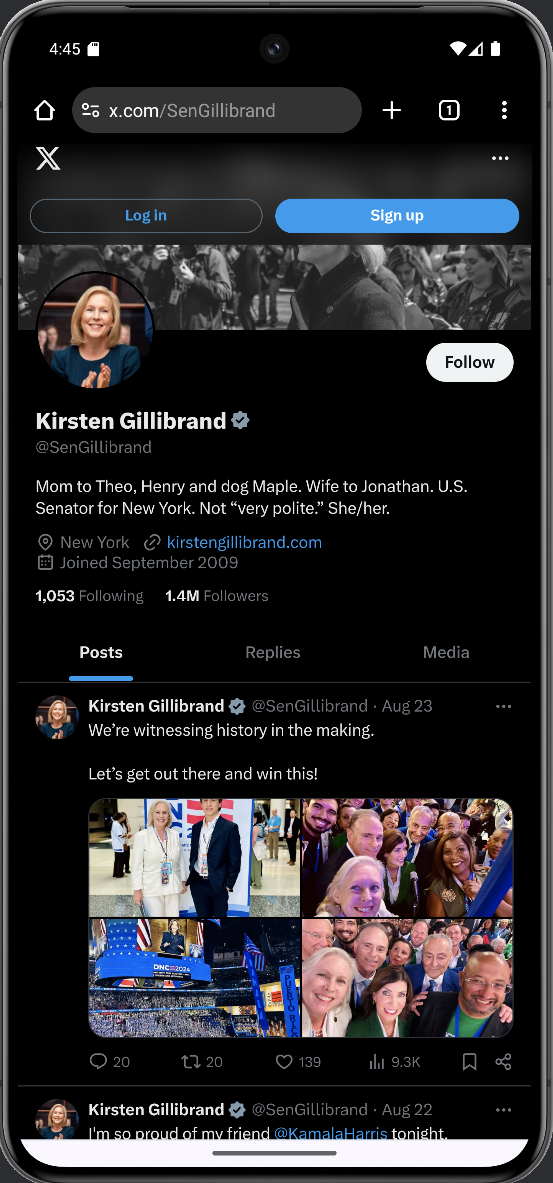 4:45
x.com/SenGillibrand
1
X
Log in
Sign up
Follow
Kirsten Gillibrand
@SenGillibrand
Mom to Theo, Henry and dog Maple. Wife to Jonathan. U.S.
Senator for New York. Not “very polite.” She/her.
New York kirstengillibrand.com
Joined September 2009
1,053 Following 1.4M Followers
Posts Replies Media
Kirsten Gillibrand @SenGillibrand · Aug 23
We’re witnessing history in the making.
Let’s get out there and win this!
DNC 2024
20 20 139 9.3K
Kirsten Gillibrand @SenGillibrand · Aug 22
I'm so proud of my friend @KamalaHarris tonight.